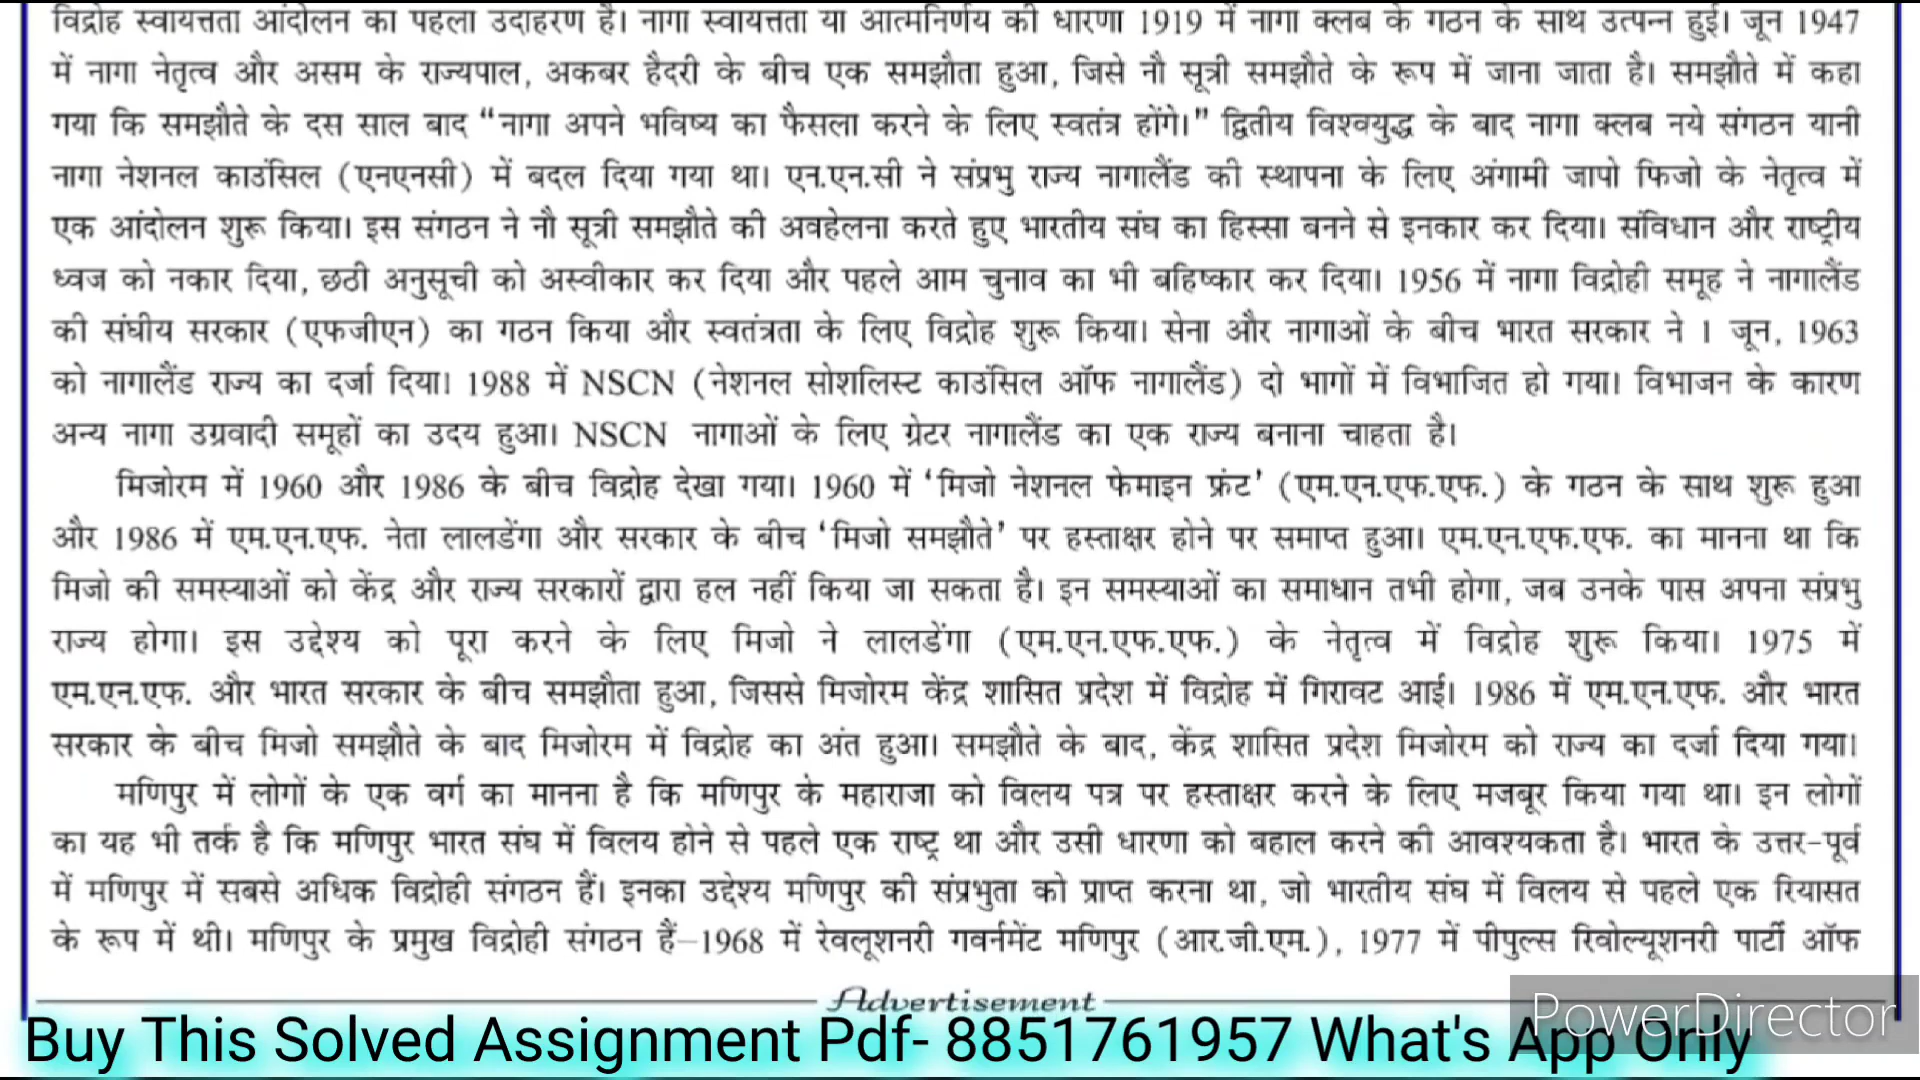 विद्रोह स्वायत्तता आंदोलन का पहला उदाहरण है। नागा स्वायत्तता या आत्मनिर्णय की धारणा 1919 में नागा क्लब के गठन के साथ उत्पन्न हुई। जून 1947
में नागा नेतृत्व और असम के राज्यपाल, अकबर हैदरी के बीच एक समझौता हुआ, जिसे नौ सूत्री समझौते के रूप में जाना जाता है। समझौते में कहा
गया कि समझौते के दस साल बाद “नागा अपने भविष्य का फैसला करने के लिए स्वतंत्र होंगे।” द्वितीय विश्वयुद्ध के बाद नागा क्लब नये संगठन यानी
नागा नेशनल काउंसिल (एनएनसी) में बदल दिया गया था। एन.एन.सी ने संप्रभु राज्य नागालैंड की स्थापना के लिए अंगामी जापो फिजो के नेतृत्व में
एक आंदोलन शुरू किया। इस संगठन ने नौ सूत्री समझौते की अवहेलना करते हुए भारतीय संघ का हिस्सा बनने से इनकार कर दिया। संविधान और राष्ट्रीय
ध्वज को नकार दिया, छठी अनुसूची को अस्वीकार कर दिया और पहले आम चुनाव का भी बहिष्कार कर दिया। 1956 में नागा विद्रोही समूह ने नागालैंड
की संघीय सरकार (एफजीएन) का गठन किया और स्वतंत्रता के लिए विद्रोह शुरू किया। सेना और नागाओं के बीच भारत सरकार ने 1 जून, 1963
को नागालैंड राज्य का दर्जा दिया। 1988 में NSCN (नेशनल सोशलिस्ट काउंसिल ऑफ नागालैंड) दो भागों में विभाजित हो गया। विभाजन के कारण
अन्य नागा उग्रवादी समूहों का उदय हुआ। NSCN नागाओं के लिए ग्रेटर नागालैंड का एक राज्य बनाना चाहता है।
मिजोरम में 1960 और 1986 के बीच विद्रोह देखा गया। 1960 में ‘मिजो नेशनल फेमाइन फ्रंट’ (एम.एन.एफ.एफ.) के गठन के साथ शुरू हुआ
और 1986 में एम.एन.एफ. नेता लालडेंगा और सरकार के बीच ‘मिजो समझौते’ पर हस्ताक्षर होने पर समाप्त हुआ। एम.एन.एफ.एफ. का मानना था कि
मिजो की समस्याओं को केंद्र और राज्य सरकारों द्वारा हल नहीं किया जा सकता है। इन समस्याओं का समाधान तभी होगा, जब उनके पास अपना संप्रभु
राज्य होगा। इस उद्देश्य को पूरा करने के लिए मिजो ने लालडेंगा (एम.एन.एफ.एफ.) के नेतृत्व में विद्रोह शुरू किया। 1975 में
एम.एन.एफ. और भारत सरकार के बीच समझौता हुआ, जिससे मिजोरम केंद्र शासित प्रदेश में विद्रोह में गिरावट आई। 1986 में एम.एन.एफ. और भारत
सरकार के बीच मिजो समझौते के बाद मिजोरम में विद्रोह का अंत हुआ। समझौते के बाद, केंद्र शासित प्रदेश मिजोरम को राज्य का दर्जा दिया गया।
मणिपुर में लोगों के एक वर्ग का मानना है कि मणिपुर के महाराजा को विलय पत्र पर हस्ताक्षर करने के लिए मजबूर किया गया था। इन लोगों
का यह भी तर्क है कि मणिपुर भारत संघ में विलय होने से पहले एक राष्ट्र था और उसी धारणा को बहाल करने की आवश्यकता है। भारत के उत्तर-पूर्व
में मणिपुर में सबसे अधिक विद्रोही संगठन हैं। इनका उद्देश्य मणिपुर की संप्रभुता को प्राप्त करना था, जो भारतीय संघ में विलय से पहले एक रियासत
के रूप में थी। मणिपुर के प्रमुख विद्रोही संगठन हैं–1968 में रेवलूशनरी गवर्नमेंट मणिपुर (आर.जी.एम.), 1977 में पीपुल्स रिवोल्यूशनरी पार्टी ऑफ
Advertisement
Buy This Solved Assignment Pdf- 8851761957 What's App Only
PowerDirector